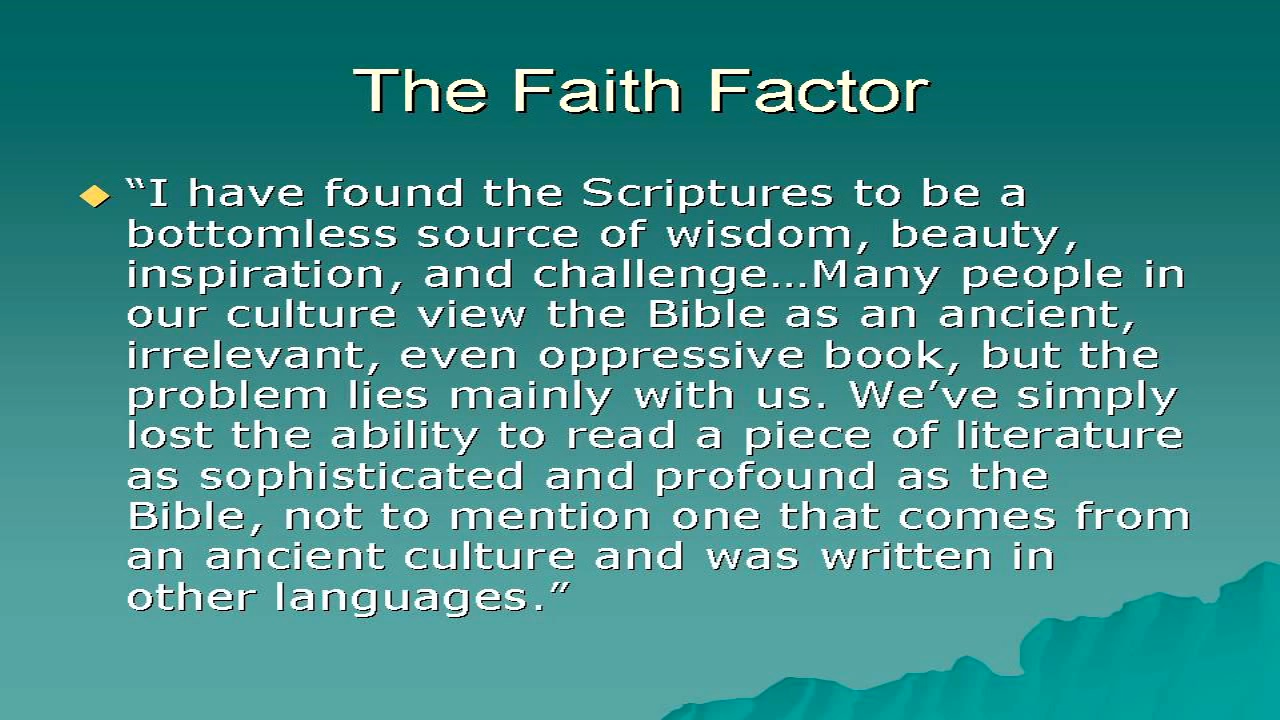 The Faith Factor
“I have found the Scriptures to be a
bottomless source of wisdom, beauty,
inspiration, and challenge…Many people in
our culture view the Bible as an ancient,
irrelevant, even oppressive book, but the
problem lies mainly with us. We’ve simply
lost the ability to read a piece of literature
as sophisticated and profound as the
Bible, not to mention one that comes from
an ancient culture and was written in
other languages.”